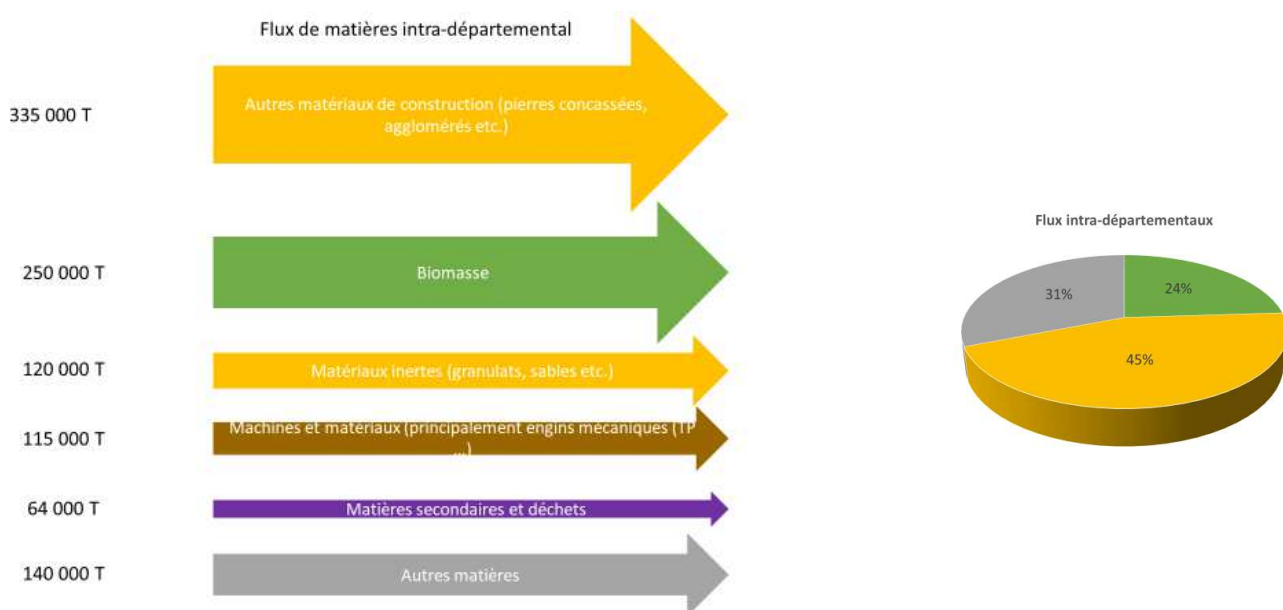 Flux de matières intra-départemental
335 000 T
Autres matériaux de construction (pierres concassées,
agglomérés etc.)
250 000 T
Biomasse
120 000 T
Matériaux inertes (granulats, sables etc.)
115 000 T
Machines et matériaux (principalement engins mécaniques (TP
...)
64 000 T
Matières secondaires et déchets
140 000 T
Autres matières
Flux intra-départementaux
31%
24%
45%